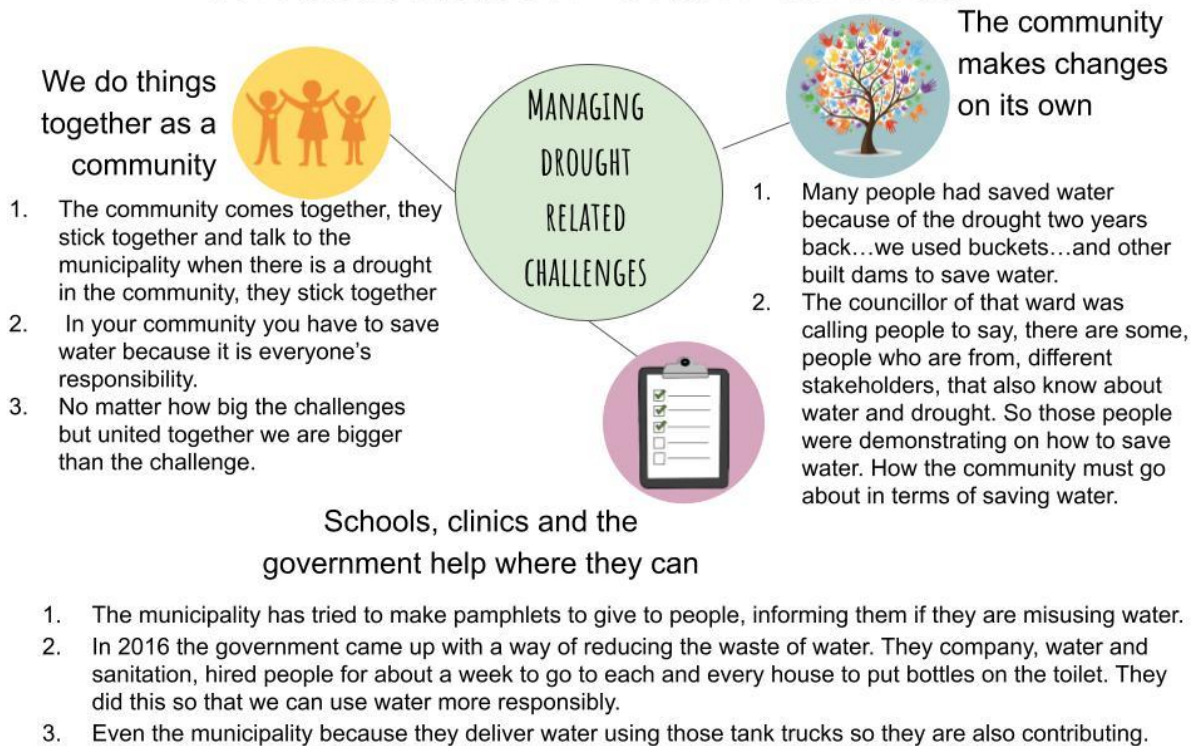 We do things
together as a
community
1. The community comes together, they
stick together and talk to the
municipality when there is a drought
in the community, they stick together
2. In your community you have to save
water because it is everyone's
responsibility.
3. No matter how big the challenges
but united together we are bigger
than the challenge.
MANAGING
DROUGHT
RELATED
CHALLENGES
The community
makes changes
on its own
1. Many people had saved water
because of the drought two years
back…we used buckets…and other
built dams to save water.
2. The councillor of that ward was
calling people to say, there are some,
people who are from, different
stakeholders, that also know about
water and drought. So those people
were demonstrating on how to save
water. How the community must go
about in terms of saving water.
Schools, clinics and the
government help where they can
1. The municipality has tried to make pamphlets to give to people, informing them if they are misusing water.
2. In 2016 the government came up with a way of reducing the waste of water. They company, water and
sanitation, hired people for about a week to go to each and every house to put bottles on the toilet. They
did this so that we can use water more responsibly.
3. Even the municipality because they deliver water using those tank trucks so they are also contributing.